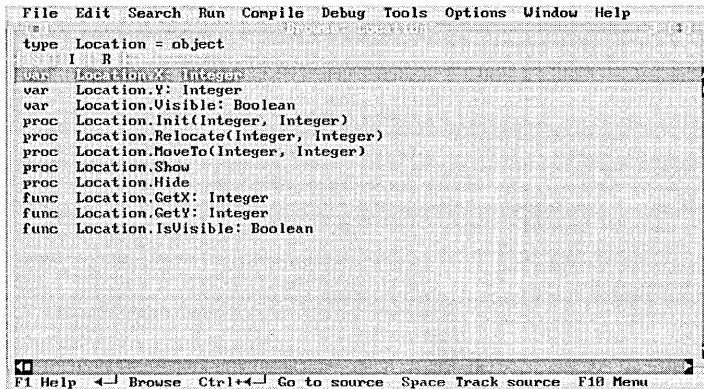 File Edit Search Run Compile Debug Tools Options Window Help
Browse: Location
type Location = object
I R
var Location.X: Integer
var Location.Y: Integer
var Location.Visible: Boolean
proc Location.Init(Integer, Integer)
proc Location.Relocate(Integer, Integer)
proc Location.MoveTo(Integer, Integer)
proc Location.Show
proc Location.Hide
func Location.GetX: Integer
func Location.GetY: Integer
func Location.IsVisible: Boolean
F1 Help ◄─┘ Browse Ctrl+◄─┘ Go to source Space Track source F10 Menu